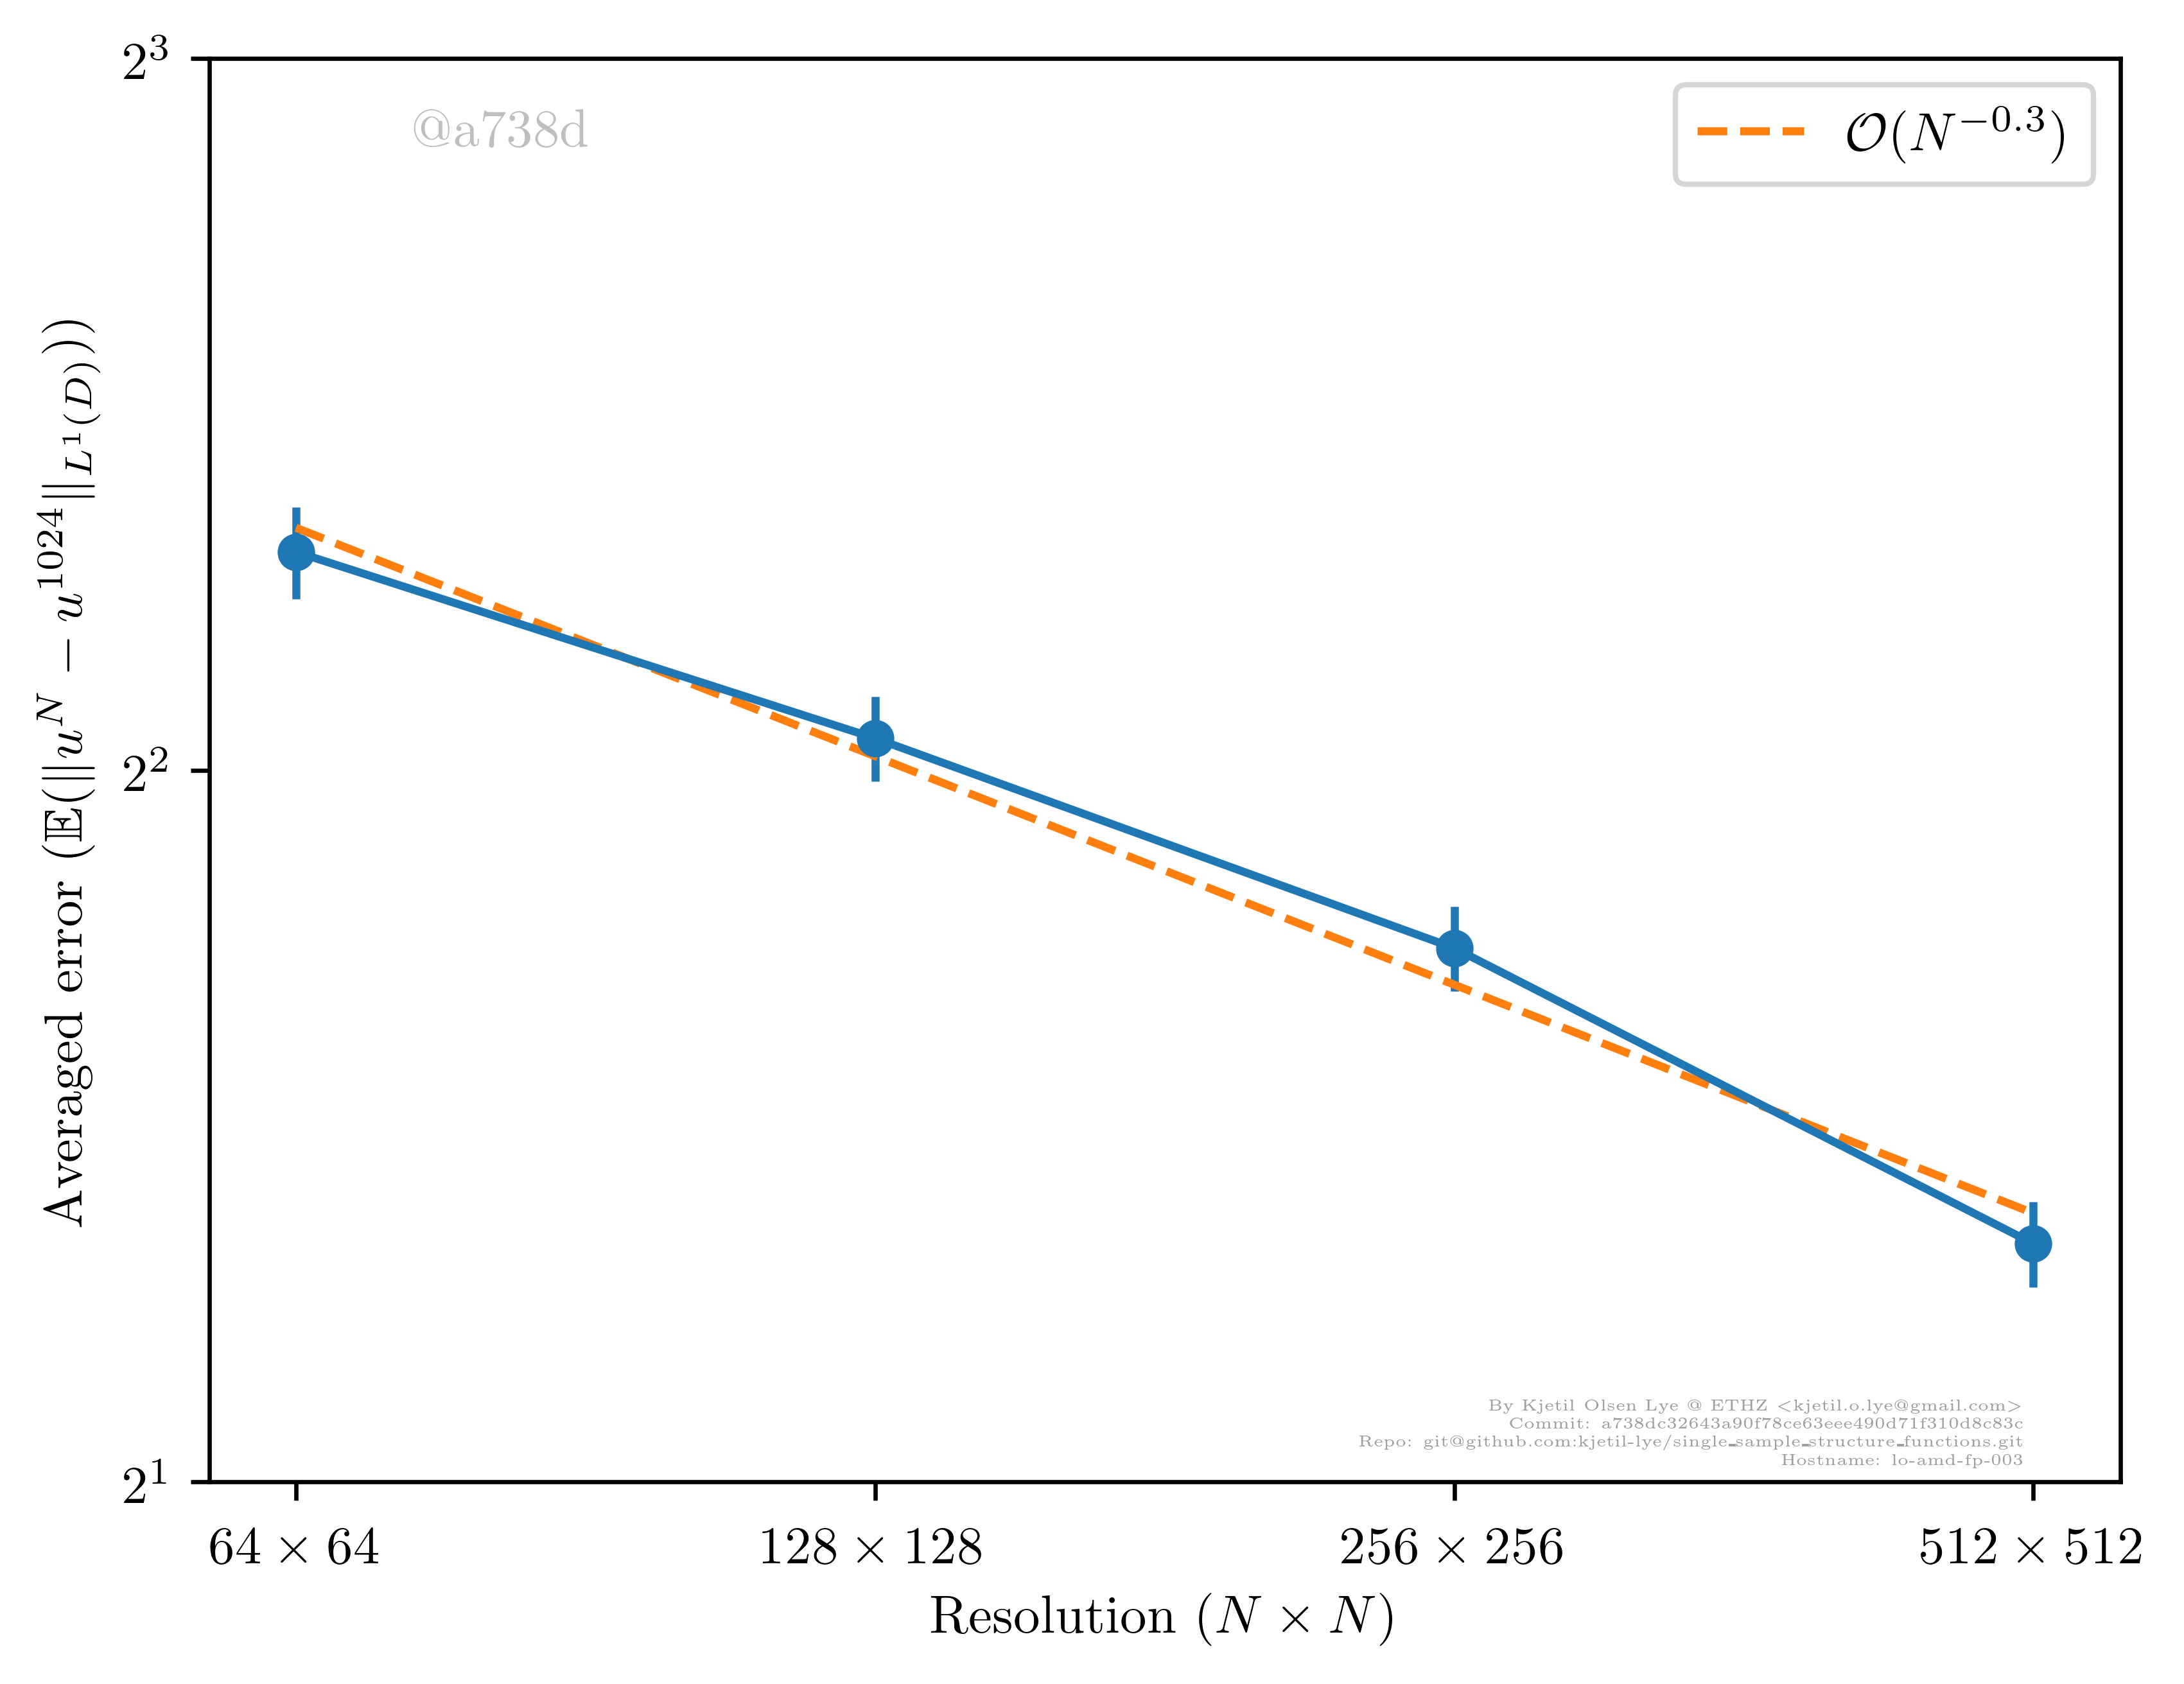 2^3
@a738d
𝒪(N^{-0.3})
Averaged error (𝔼(||u^N − u^{1024}||_{L^1(D)}))
2^2
2^1
By Kjetil Olsen Lye @ ETHZ <kjetil.o.lye@gmail.com>
Commit: a738dc32643a90f78ce63eee490d71f310d8c83c
Repo: git@github.com:kjetil-lye/single_sample_structure_functions.git
Hostname: lo-amd-fp-003
64 × 64
128 × 128
256 × 256
512 × 512
Resolution (N × N)